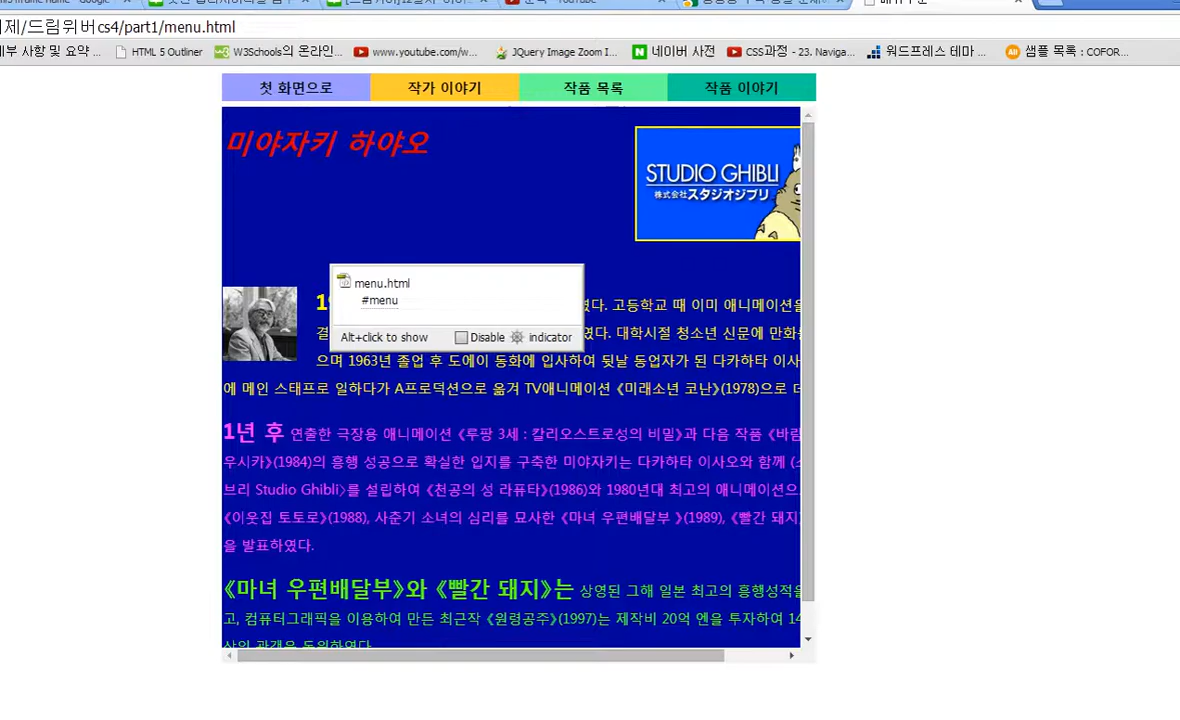 제/드림위버cs4/part1/menu.html
부 사항 및 요약 ... HTML 5 Outliner W3Schools의 온라인... www.youtube.com/w... JQuery Image Zoom I... 네이버 사전 CSS과정 - 23. Naviga... 워드프레스 테마 ... 샘플 목록 : COFOR...
첫 화면으로 작가 이야기 작품 목록 작품 이야기
미야자키 하야오
STUDIO GHIBLI
株式会社スタジオジブリ
menu.html
#menu
Alt+click to show Disable indicator
였다. 고등학교 때 이미 애니메이션을
였다. 대학시절 청소년 신문에 만화를
으며 1963년 졸업 후 도에이 동화에 입사하여 뒷날 동업자가 된 다카하타 이사
에 메인 스태프로 일하다가 A프로덕션으로 옮겨 TV애니메이션 《미래소년 코난》(1978)으로 데
1년 후 연출한 극장용 애니메이션 《루팡 3세 : 칼리오스트로성의 비밀》과 다음 작품 《바람
우시카》(1984)의 흥행 성공으로 확실한 입지를 구축한 미야자키는 다카하타 이사오와 함께 〈스
브리 Studio Ghibli〉를 설립하여 《천공의 성 라퓨타》(1986)와 1980년대 최고의 애니메이션으
《이웃집 토토로》(1988), 사춘기 소녀의 심리를 묘사한 《마녀 우편배달부 》(1989), 《빨간 돼지》
을 발표하였다.
《마녀 우편배달부》와 《빨간 돼지》는 상영된 그해 일본 최고의 흥행성적을
고, 컴퓨터그래픽을 이용하여 만든 최근작 《원령공주》(1997)는 제작비 20억 엔을 투자하여 14
상의 관객을 동원하였다